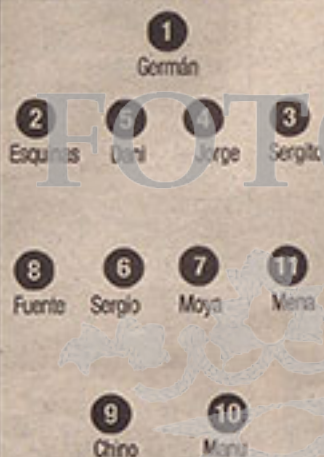 1
Germán
2 5 4 3
Esquinas Dani Jorge Sergito
8 6 7 11
Fuente Sergio Moya Mena
9 10
Chino Manu
FOTO